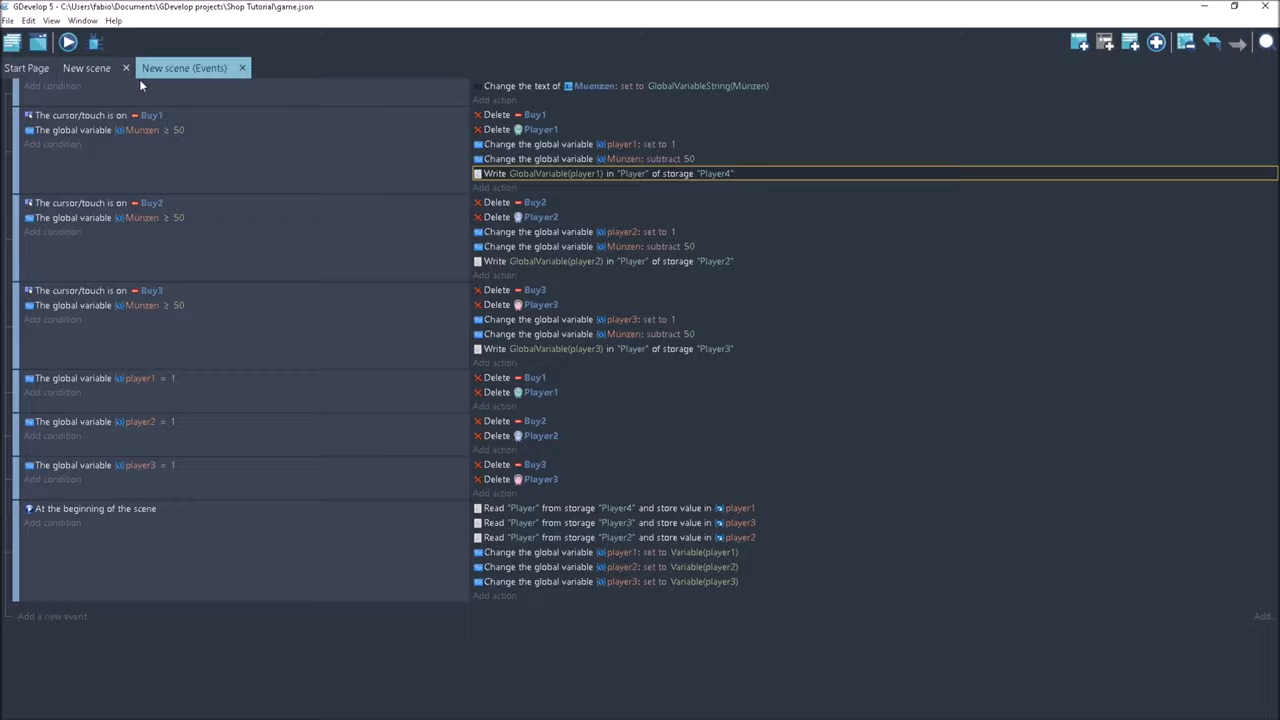 GDevelop 5 - C:\Users\fabio\Documents\GDevelop projects\Shop Tutorial\game.json
File Edit View Window Help
Start Page New scene × New scene (Events) ×
Add condition Change the text of Muenzen: set to GlobalVariableString(Münzen)
Add action
The cursor/touch is on Buy1 Delete Buy1
The global variable Münzen ≥ 50 Delete Player1
Add condition Change the global variable player1: set to 1
Change the global variable Münzen: subtract 50
Write GlobalVariable(player1) in "Player" of storage "Player4"
Add action
The cursor/touch is on Buy2 Delete Buy2
The global variable Münzen ≥ 50 Delete Player2
Add condition Change the global variable player2: set to 1
Change the global variable Münzen: subtract 50
Write GlobalVariable(player2) in "Player" of storage "Player2"
Add action
The cursor/touch is on Buy3 Delete Buy3
The global variable Münzen ≥ 50 Delete Player3
Add condition Change the global variable player3: set to 1
Change the global variable Münzen: subtract 50
Write GlobalVariable(player3) in "Player" of storage "Player3"
Add action
The global variable player1 = 1 Delete Buy1
Add condition Delete Player1
Add action
The global variable player2 = 1 Delete Buy2
Add condition Delete Player2
Add action
The global variable player3 = 1 Delete Buy3
Add condition Delete Player3
Add action
At the beginning of the scene Read "Player" from storage "Player4" and store value in player1
Add condition Read "Player" from storage "Player3" and store value in player3
Read "Player" from storage "Player2" and store value in player2
Change the global variable player1: set to Variable(player1)
Change the global variable player2: set to Variable(player2)
Change the global variable player3: set to Variable(player3)
Add action
Add a new event Add...